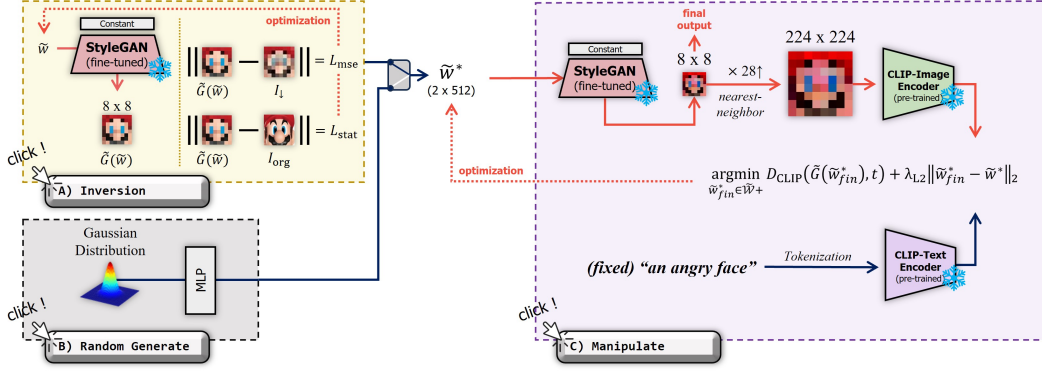 optimization
Constant
w̃
StyleGAN
(fine-tuned)
8 x 8
G̃(w̃)
G̃(w̃)
I↓
= L_mse
G̃(w̃)
I_org
= L_stat
click !
A) Inversion
Gaussian
Distribution
MLP
click !
B) Random Generate
w̃*
(2 x 512)
optimization
Constant
StyleGAN
(fine-tuned)
final
output
8 x 8
× 28↑
nearest-
neighbor
224 x 224
CLIP-Image
Encoder
(pre-trained)
argmin D_CLIP(G̃(w̃*_fin), t) + λ_L2‖w̃*_fin − w̃*‖₂
w̃*_fin∈W̃+
(fixed) “an angry face”
Tokenization
CLIP-Text
Encoder
(pre-trained)
click !
C) Manipulate